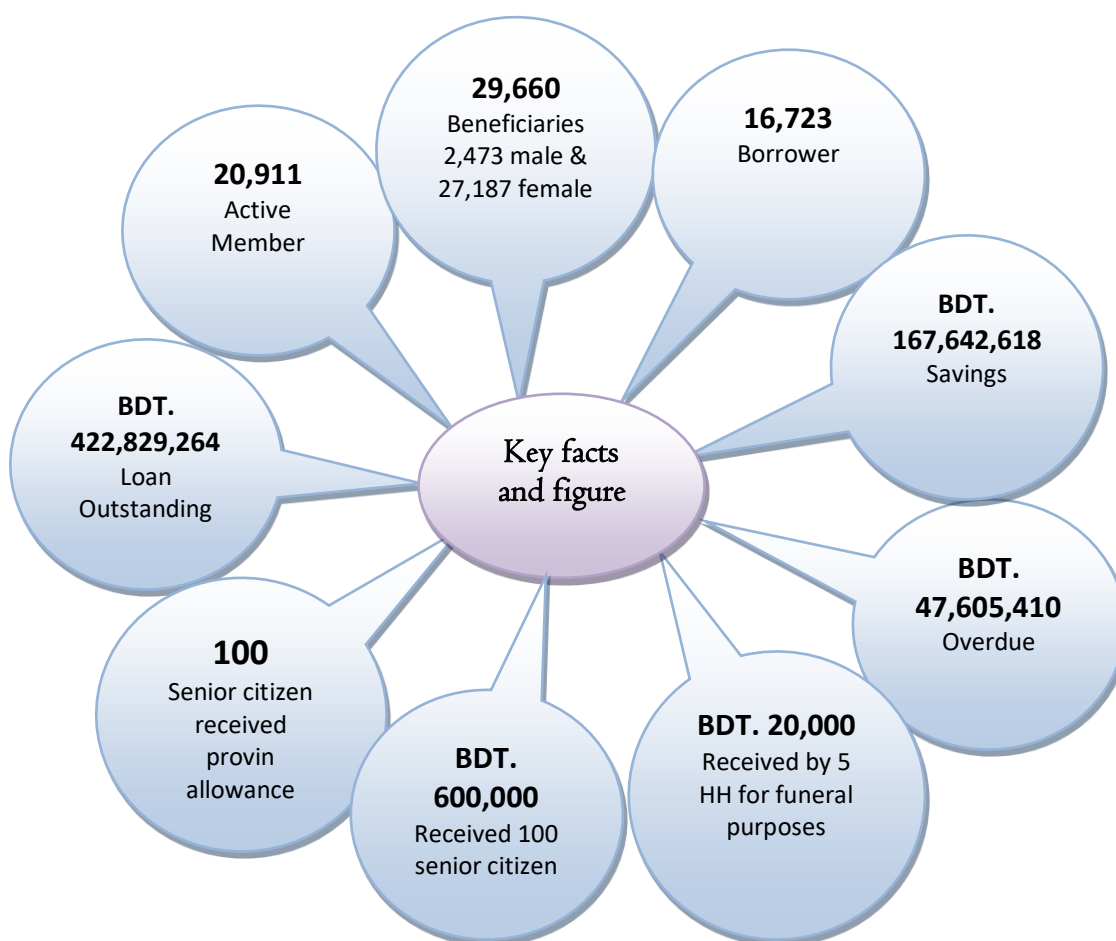 29,660
Beneficiaries
2,473 male &
27,187 female
16,723
Borrower
20,911
Active
Member
BDT.
167,642,618
Savings
BDT.
422,829,264
Loan
Outstanding
Key facts
and figure
BDT.
47,605,410
Overdue
100
Senior citizen
received
provin
allowance
BDT.
600,000
Received 100
senior citizen
BDT. 20,000
Received by 5
HH for funeral
purposes